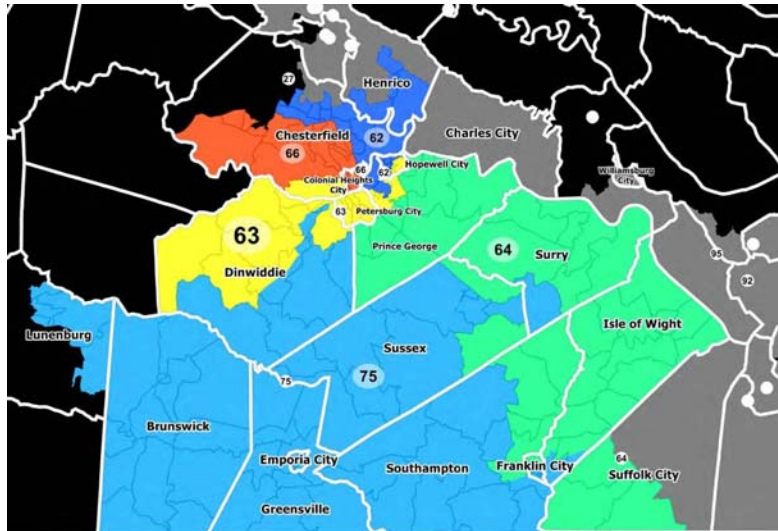 27
Henrico
Chesterfield
62
Charles City
66
66
62
Hopewell City
Colonial Heights
City
Williamsburg
City
63
Petersburg City
63
Prince George
64
Surry
95
Dinwiddie
92
Lunenburg
Sussex
Isle of Wight
75
75
Brunswick
Emporia City
Southampton
Franklin City
64
Suffolk City
Greensville